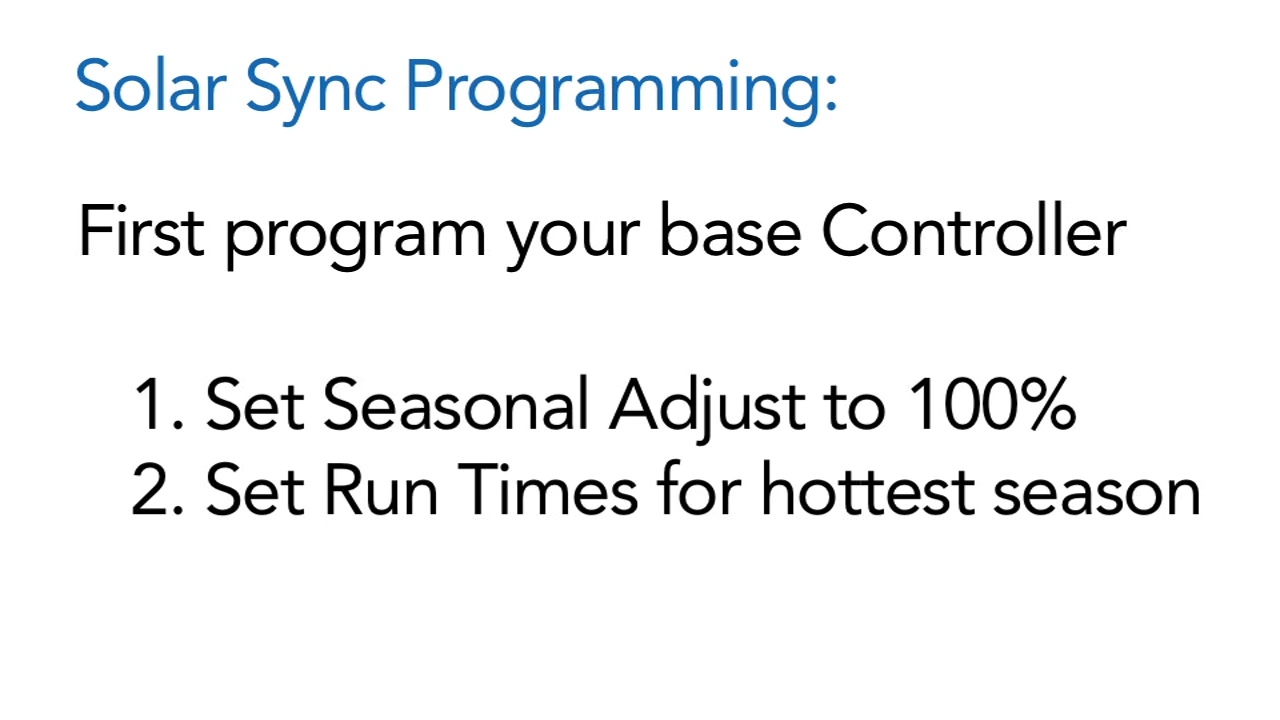 Solar Sync Programming:
First program your base Controller
1. Set Seasonal Adjust to 100%
2. Set Run Times for hottest season